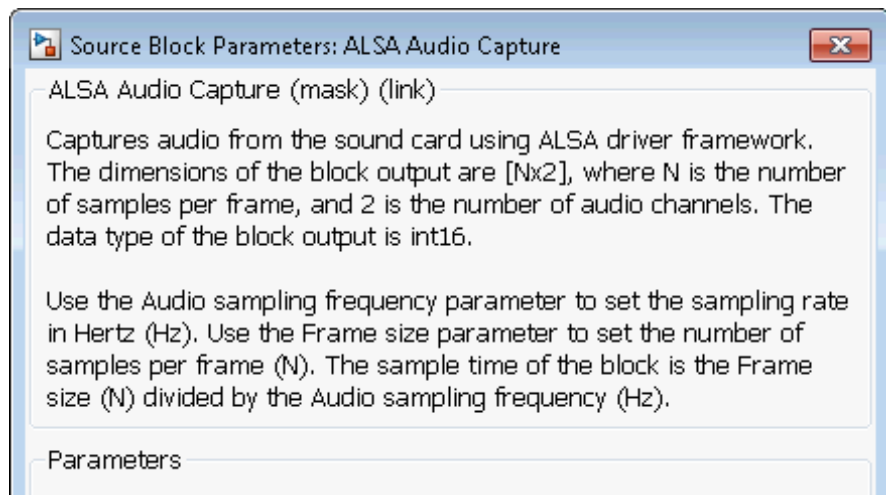 Source Block Parameters: ALSA Audio Capture
ALSA Audio Capture (mask) (link)
Captures audio from the sound card using ALSA driver framework.
The dimensions of the block output are [Nx2], where N is the number
of samples per frame, and 2 is the number of audio channels. The
data type of the block output is int16.
Use the Audio sampling frequency parameter to set the sampling rate
in Hertz (Hz). Use the Frame size parameter to set the number of
samples per frame (N). The sample time of the block is the Frame
size (N) divided by the Audio sampling frequency (Hz).
Parameters